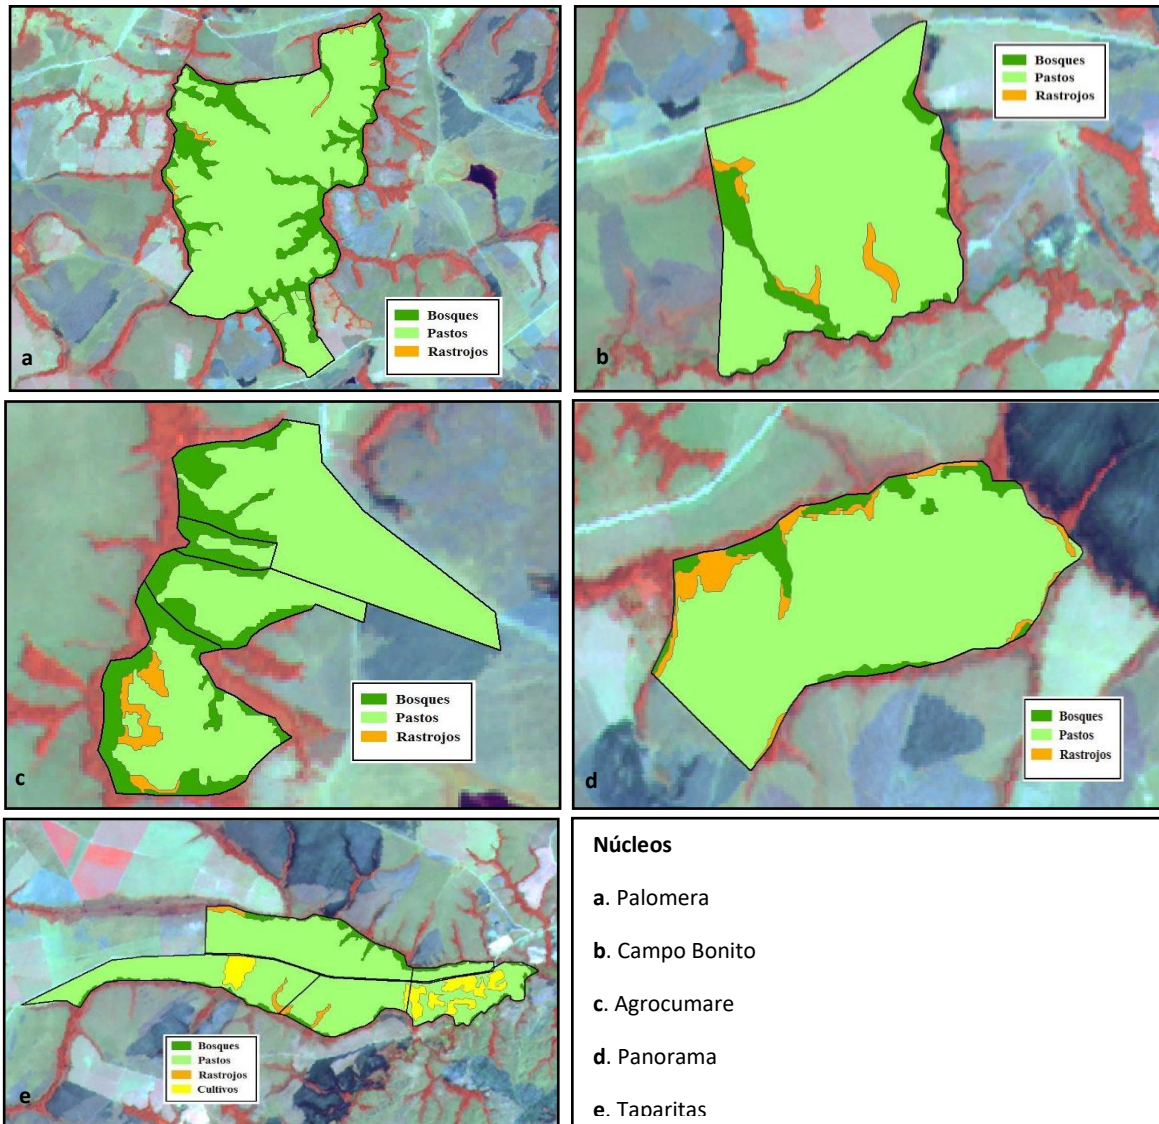 Bosques
Pastos
Rastrojos
a
Bosques
Pastos
Rastrojos
b
Bosques
Pastos
Rastrojos
c
Bosques
Pastos
Rastrojos
d
Bosques
Pastos
Rastrojos
Cultivos
e
Núcleos
a. Palomera
b. Campo Bonito
c. Agrocumare
d. Panorama
e. Taparitas